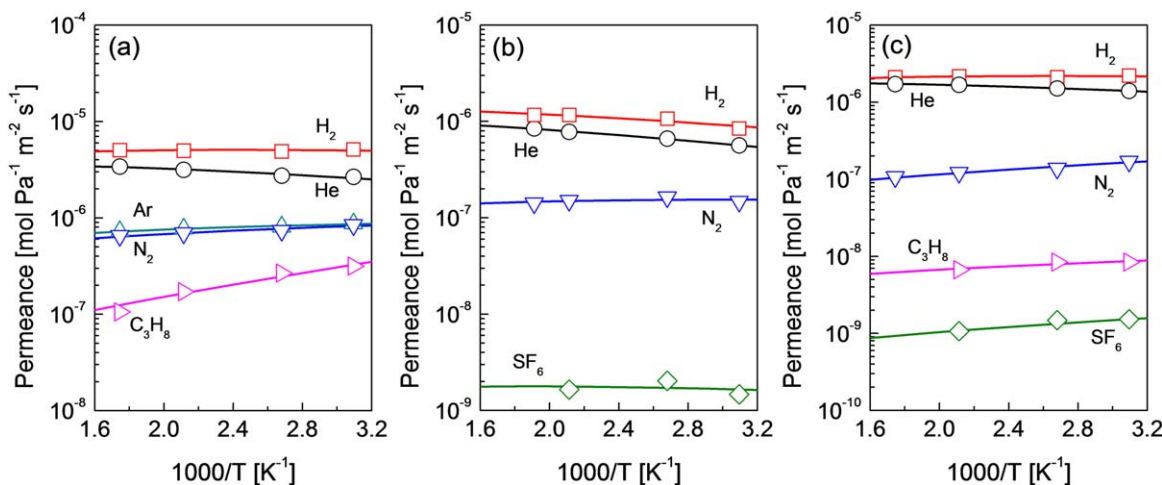 (a)
Permeance [mol Pa⁻¹ m⁻² s⁻¹]
10⁻⁴
10⁻⁵
10⁻⁶
10⁻⁷
10⁻⁸
H₂
He
Ar
N₂
C₃H₈
1.6 2.0 2.4 2.8 3.2
1000/T [K⁻¹]
(b)
Permeance [mol Pa⁻¹ m⁻² s⁻¹]
10⁻⁵
10⁻⁶
10⁻⁷
10⁻⁸
10⁻⁹
H₂
He
N₂
SF₆
1.6 2.0 2.4 2.8 3.2
1000/T [K⁻¹]
(c)
Permeance [mol Pa⁻¹ m⁻² s⁻¹]
10⁻⁵
10⁻⁶
10⁻⁷
10⁻⁸
10⁻⁹
10⁻¹⁰
H₂
He
N₂
C₃H₈
SF₆
1.6 2.0 2.4 2.8 3.2
1000/T [K⁻¹]